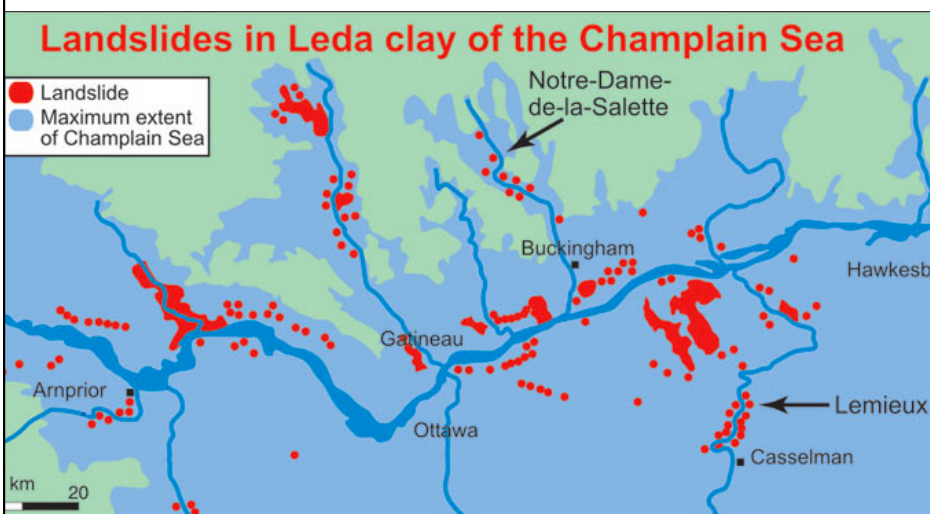 Landslides in Leda clay of the Champlain Sea
Landslide
Maximum extent
of Champlain Sea
Notre-Dame-
de-la-Salette
Buckingham
Hawkesb
Gatineau
Arnprior
Ottawa
Lemieux
Casselman
km
20